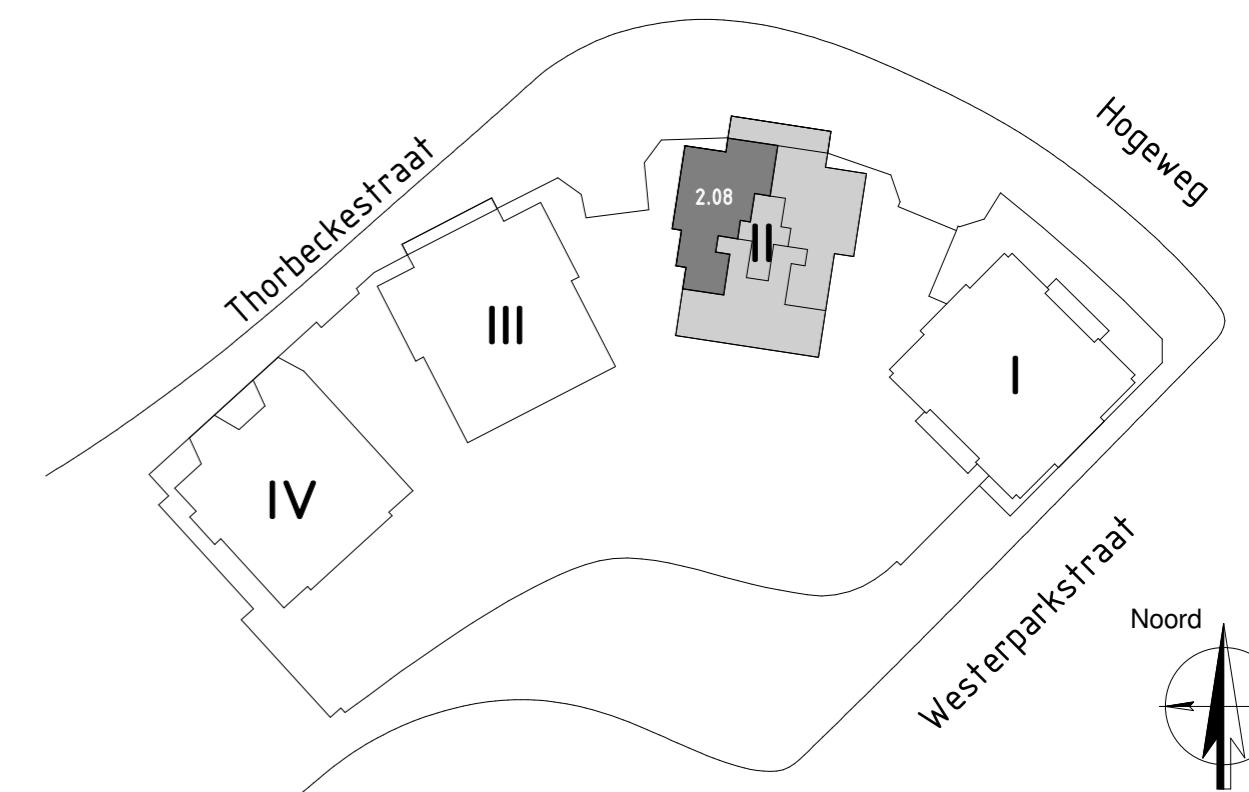 Thorbeckestraat
Hogeweg
2.08
II
III
I
IV
Westerparkstraat
Noord